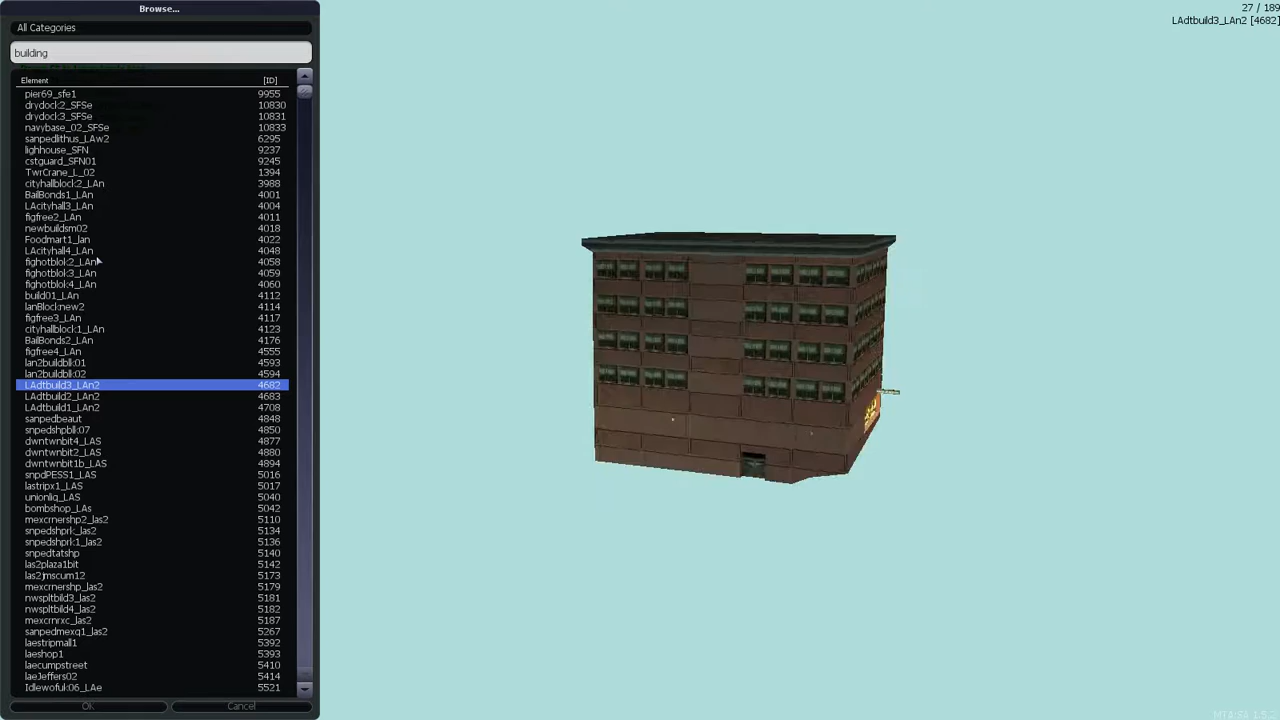 Browse...
27 / 189
LAdtbuild3_LAn2 [4682]
All Categories
building
Element [ID]
pier69_sfe1 9955
drydock2_SFSe 10830
drydock3_SFSe 10831
navybase_02_SFSe 10833
sanpedlithus_LAw2 6295
lighhouse_SFN 9237
cstguard_SFN01 9245
TwrCrane_L_02 1394
cityhallblock2_LAn 3988
BailBonds1_LAn 4001
LAcityhall3_LAn 4004
figfree2_LAn 4011
newbuildsm02 4018
Foodmart1_lan 4022
LAcityhall4_LAn 4048
fighotblok2_LAn 4058
fighotblok3_LAn 4059
fighotblok4_LAn 4060
build01_LAn 4112
lanBlocknew2 4114
figfree3_LAn 4117
cityhallblock1_LAn 4123
BailBonds2_LAn 4176
figfree4_LAn 4555
lan2buildblk01 4593
lan2buildblk02 4594
LAdtbuild3_LAn2 4682
LAdtbuild2_LAn2 4683
LAdtbuild1_LAn2 4708
sanpedbeaut 4848
snpedshpblk07 4850
dwntwnbit4_LAS 4877
dwntwnbit2_LAS 4880
dwntwnbit1b_LAS 4894
snpdPESS1_LAS 5016
lastripx1_LAS 5017
unionliq_LAS 5040
bombshop_LAs 5042
mexcrnershp2_las2 5110
snpedshprk_las2 5134
snpedshprk1_las2 5136
snpedtatshp 5140
las2plaza1bit 5142
las2jmscum12 5173
mexcrnershp_las2 5179
nwspltbild3_las2 5181
nwspltbild4_las2 5182
mexcrnrxc_las2 5187
sanpedmexq1_las2 5267
laestripmall1 5392
laeshop1 5393
laecumpstreet 5410
laeJeffers02 5414
Idlewofuk06_LAe 5521
OK Cancel